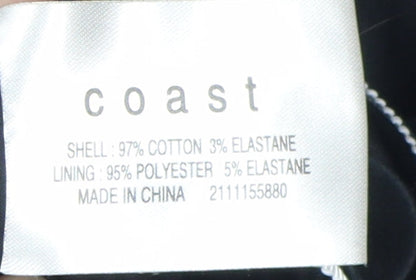 coast
SHELL : 97% COTTON 3% ELASTANE
LINING : 95% POLYESTER 5% ELASTANE
MADE IN CHINA 2111155880